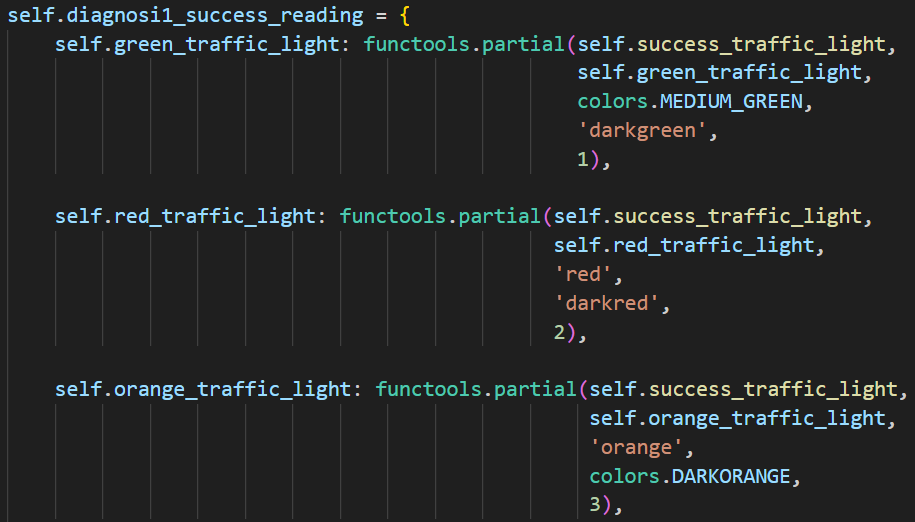 self.diagnosi1_success_reading = {
    self.green_traffic_light: functools.partial(self.success_traffic_light,
                                                self.green_traffic_light,
                                                colors.MEDIUM_GREEN,
                                                'darkgreen',
                                                1),

    self.red_traffic_light: functools.partial(self.success_traffic_light,
                                              self.red_traffic_light,
                                              'red',
                                              'darkred',
                                              2),

    self.orange_traffic_light: functools.partial(self.success_traffic_light,
                                                 self.orange_traffic_light,
                                                 'orange',
                                                 colors.DARKORANGE,
                                                 3),